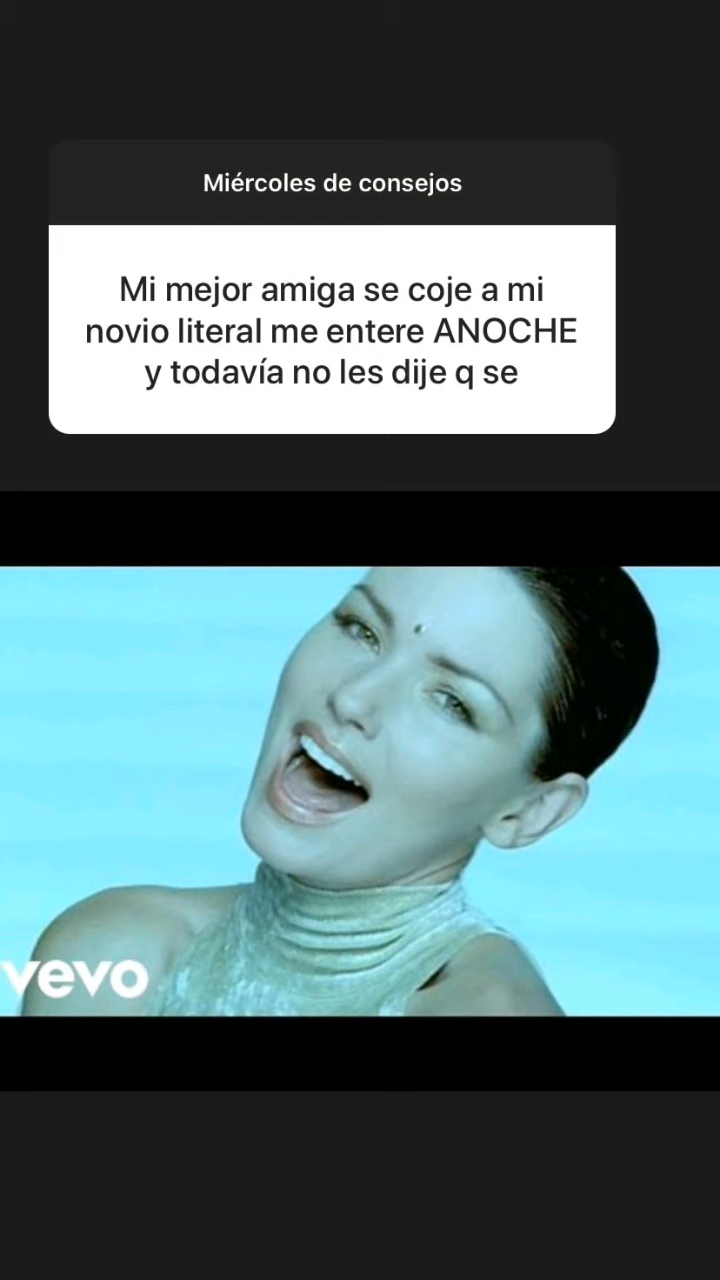 Miércoles de consejos
Mi mejor amiga se coje a mi
novio literal me entere ANOCHE
y todavía no les dije q se
vevo